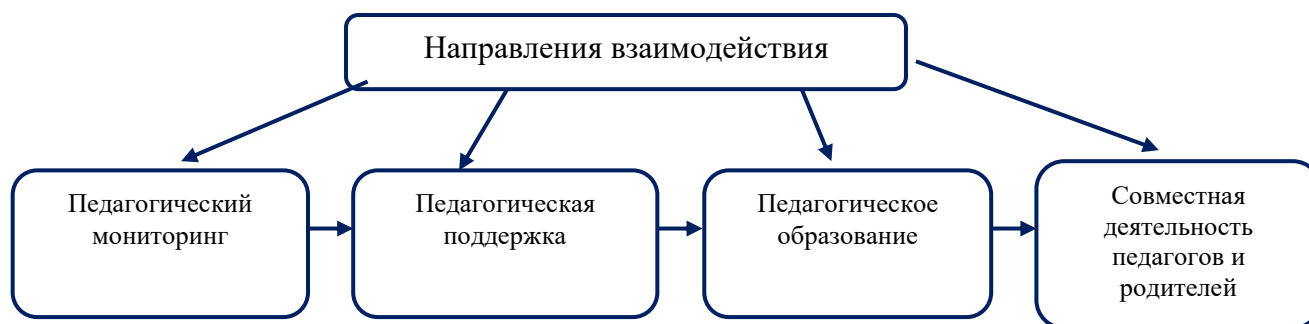 Направления взаимодействия
Педагогический
мониторинг
Педагогическая
поддержка
Педагогическое
образование
Совместная
деятельность
педагогов и
родителей